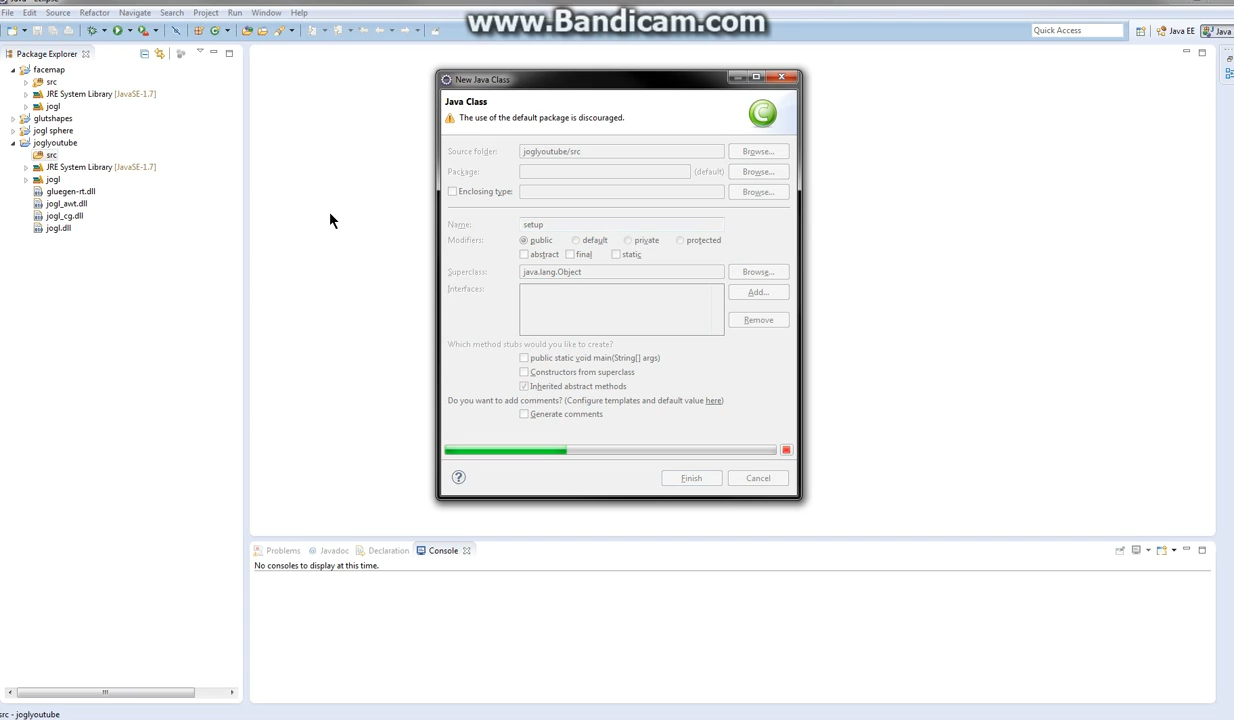 www.Bandicam.com
File Edit Source Refactor Navigate Search Project Run Window Help
Quick Access
Java EE
Java
Package Explorer
facemap
src
JRE System Library [JavaSE-1.7]
jogl
glutshapes
jogl sphere
joglyoutube
src
JRE System Library [JavaSE-1.7]
jogl
gluegen-rt.dll
jogl_awt.dll
jogl_cg.dll
jogl.dll
New Java Class
Java Class
The use of the default package is discouraged.
Source folder: joglyoutube/src Browse...
Package: (default) Browse...
Enclosing type: Browse...
Name: setup
Modifiers: public default private protected
abstract final static
Superclass: java.lang.Object Browse...
Interfaces: Add...
Remove
Which method stubs would you like to create?
public static void main(String[] args)
Constructors from superclass
Inherited abstract methods
Do you want to add comments? (Configure templates and default value here)
Generate comments
Finish Cancel
Problems Javadoc Declaration Console
No consoles to display at this time.
src - joglyoutube